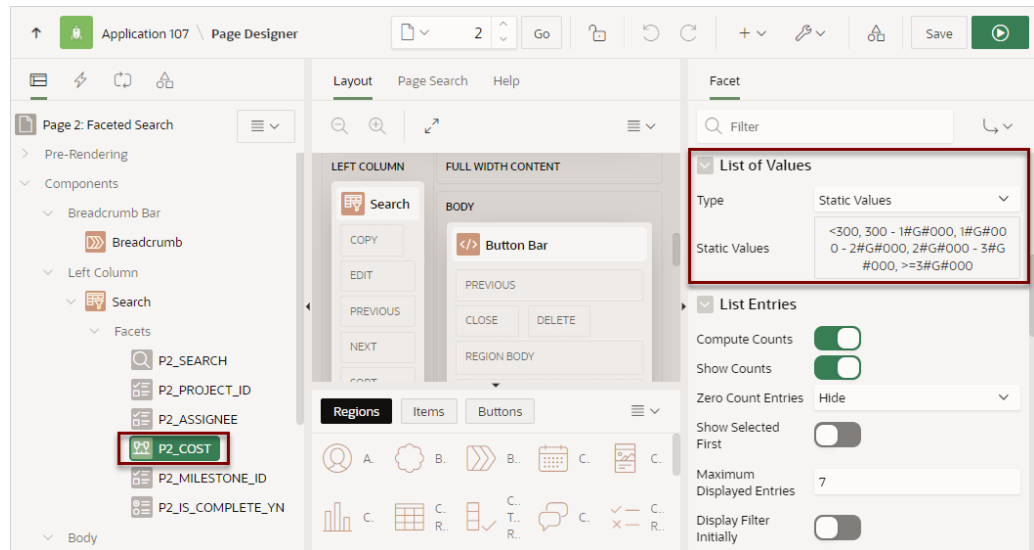 Application 107 \ Page Designer
2
Go
Save
Page 2: Faceted Search
Pre-Rendering
Components
Breadcrumb Bar
Breadcrumb
Left Column
Search
Facets
P2_SEARCH
P2_PROJECT_ID
P2_ASSIGNEE
P2_COST
P2_MILESTONE_ID
P2_IS_COMPLETE_YN
Body
Layout
Page Search
Help
LEFT COLUMN
FULL WIDTH CONTENT
Search
BODY
COPY
Button Bar
EDIT
PREVIOUS
PREVIOUS
CLOSE
DELETE
NEXT
REGION BODY
Regions
Items
Buttons
A.
B.
B..
C.
C.
C.
C..
R..
C..
T..
R..
C.
C..
R..
Facet
Filter
List of Values
Type
Static Values
Static Values
<300, 300 - 1#G#000, 1#G#00
0 - 2#G#000, 2#G#000 - 3#G
#000, >=3#G#000
List Entries
Compute Counts
Show Counts
Zero Count Entries
Hide
Show Selected
First
Maximum
Displayed Entries
7
Display Filter
Initially